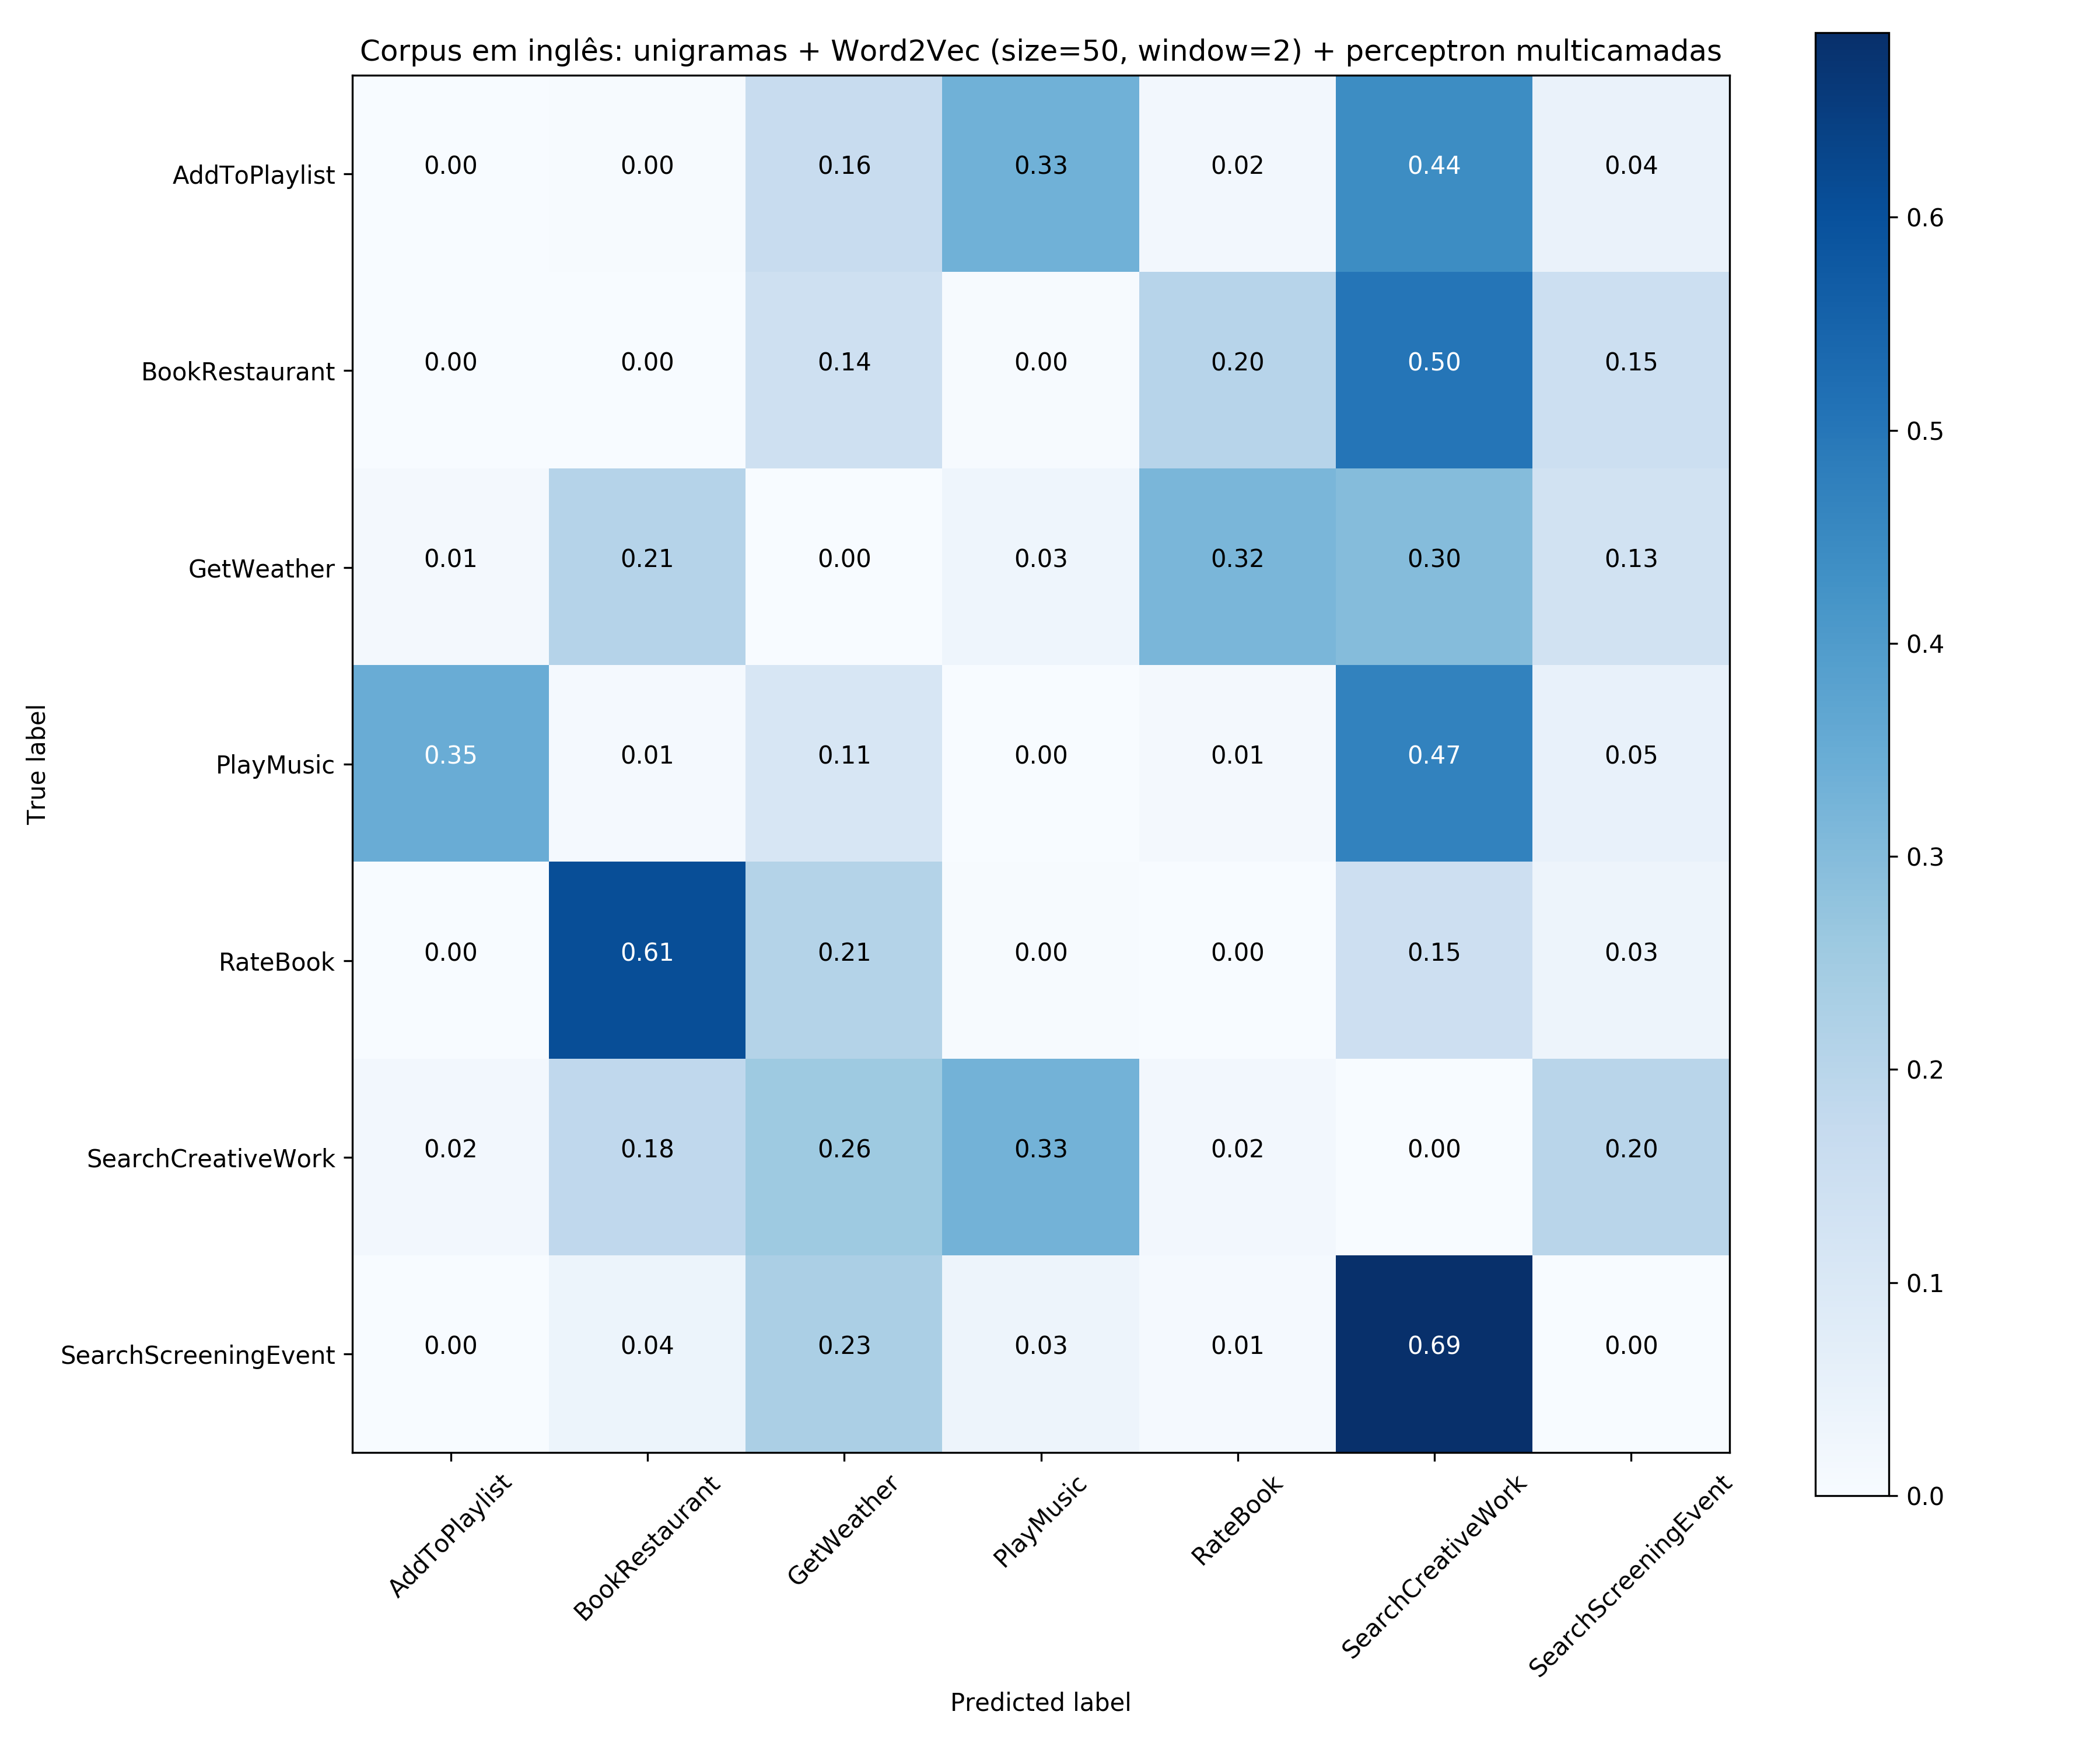 Corpus em inglês: unigramas + Word2Vec (size=50, window=2) + perceptron multicamadas
AddToPlaylist 0.00 0.00 0.16 0.33 0.02 0.44 0.04
BookRestaurant 0.00 0.00 0.14 0.00 0.20 0.50 0.15
GetWeather 0.01 0.21 0.00 0.03 0.32 0.30 0.13
PlayMusic 0.35 0.01 0.11 0.00 0.01 0.47 0.05
RateBook 0.00 0.61 0.21 0.00 0.00 0.15 0.03
SearchCreativeWork 0.02 0.18 0.26 0.33 0.02 0.00 0.20
SearchScreeningEvent 0.00 0.04 0.23 0.03 0.01 0.69 0.00
True label
AddToPlaylist BookRestaurant GetWeather PlayMusic RateBook SearchCreativeWork SearchScreeningEvent
Predicted label
0.6
0.5
0.4
0.3
0.2
0.1
0.0